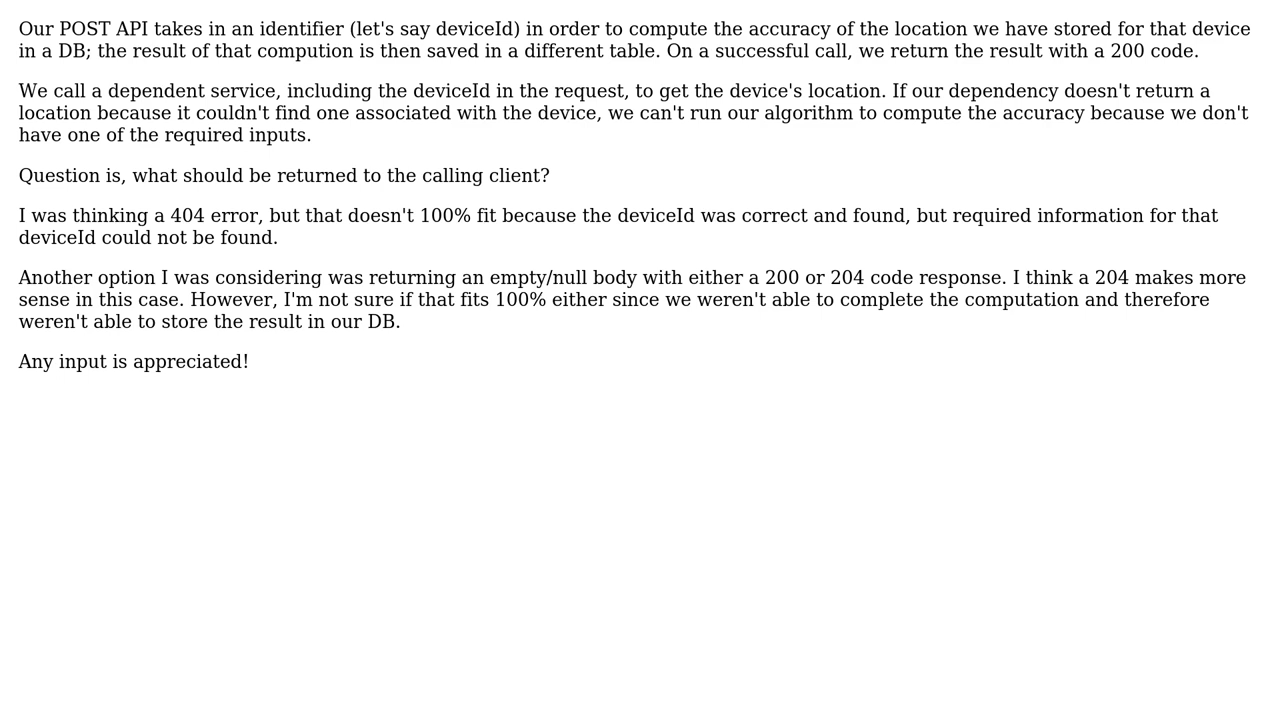 Our POST API takes in an identifier (let's say deviceId) in order to compute the accuracy of the location we have stored for that device
in a DB; the result of that compution is then saved in a different table. On a successful call, we return the result with a 200 code.
We call a dependent service, including the deviceId in the request, to get the device's location. If our dependency doesn't return a
location because it couldn't find one associated with the device, we can't run our algorithm to compute the accuracy because we don't
have one of the required inputs.
Question is, what should be returned to the calling client?
I was thinking a 404 error, but that doesn't 100% fit because the deviceId was correct and found, but required information for that
deviceId could not be found.
Another option I was considering was returning an empty/null body with either a 200 or 204 code response. I think a 204 makes more
sense in this case. However, I'm not sure if that fits 100% either since we weren't able to complete the computation and therefore
weren't able to store the result in our DB.
Any input is appreciated!